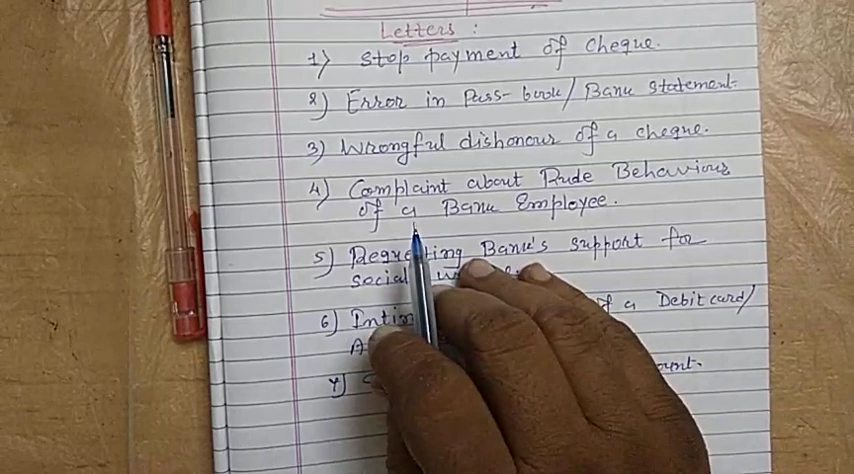 Letters :
1) Stop payment of cheque.
2) Error in Pass-book/ Bank statement.
3) Wrongful dishonour of a cheque.
4) Complaint about Rude Behaviour
of a Bank Employee.
5) Requesting Bank's support for
social
6) of a Debit card/
7)